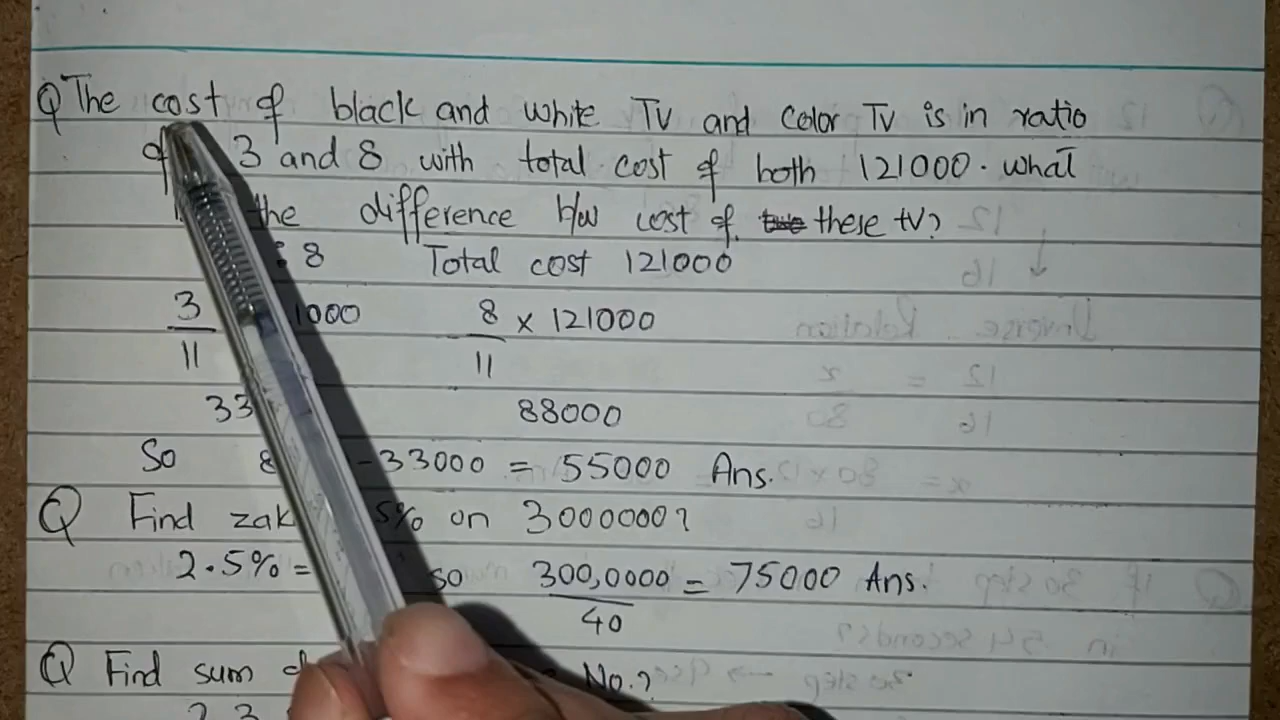 Q The cost of black and white Tv and Color Tv is in ratio
of 3 and 8 with total cost of both 121000. what
the difference b/w cost of these tv?
: 8 Total cost 121000
3/11 1000 8/11 x 121000
33 88000
So 8 -33000 = 55000 Ans.
Q Find zak 5% on 3000000?
2.5% = so 300,0000/40 = 75000 Ans.
Q Find sum No.?
2 3